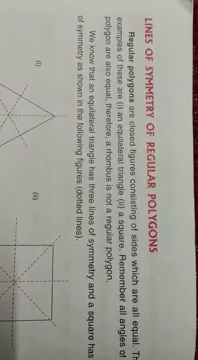 LINES OF SYMMETRY OF REGULAR POLYGONS
Regular polygons are closed figures consisting of sides which are all equal.
examples of these are (i) an equilateral triangle (ii) a square. Remember all angles of
polygon are also equal, therefore, a rhombus is not a regular polygon.
We know that an equilateral triangle has three lines of symmetry and a square has
of symmetry as shown in the following figures (dotted lines).
(i)
(ii)